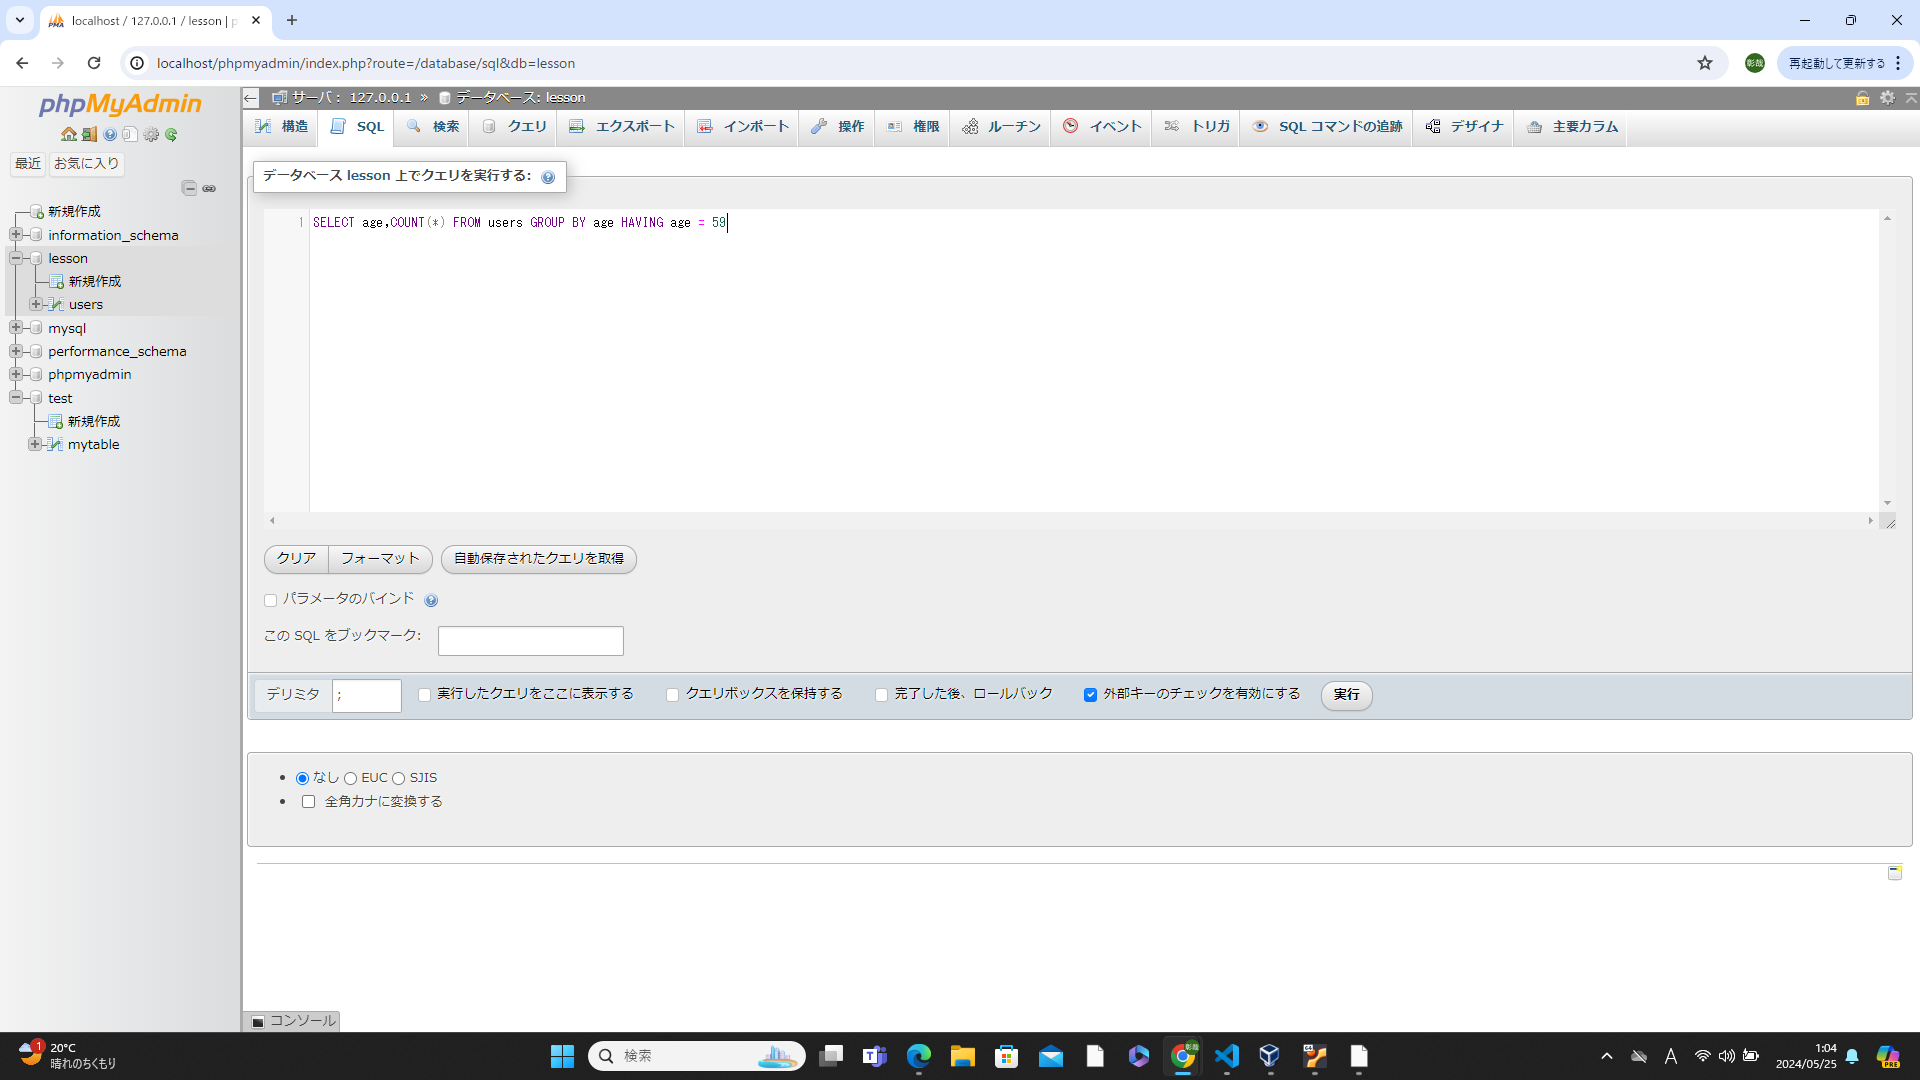 localhost / 127.0.0.1 / lesson | p
localhost/phpmyadmin/index.php?route=/database/sql&db=lesson
彰哉
再起動して更新する
phpMyAdmin
最近
お気に入り
新規作成
information_schema
lesson
新規作成
users
mysql
performance_schema
phpmyadmin
test
新規作成
mytable
サーバ: 127.0.0.1 » データベース: lesson
構造 SQL 検索 クエリ エクスポート インポート 操作 権限 ルーチン イベント トリガ SQL コマンドの追跡 デザイナ 主要カラム
データベース lesson 上でクエリを実行する:
1 SELECT age,COUNT(*) FROM users GROUP BY age HAVING age = 59
クリア フォーマット 自動保存されたクエリを取得
パラメータのバインド
この SQL をブックマーク:
デリミタ ; 実行したクエリをここに表示する クエリボックスを保持する 完了した後、ロールバック 外部キーのチェックを有効にする 実行
なし EUC SJIS
全角カナに変換する
コンソール
1
20°C
晴れのちくもり
検索
彰哉
A
1:04
2024/05/25
PRE